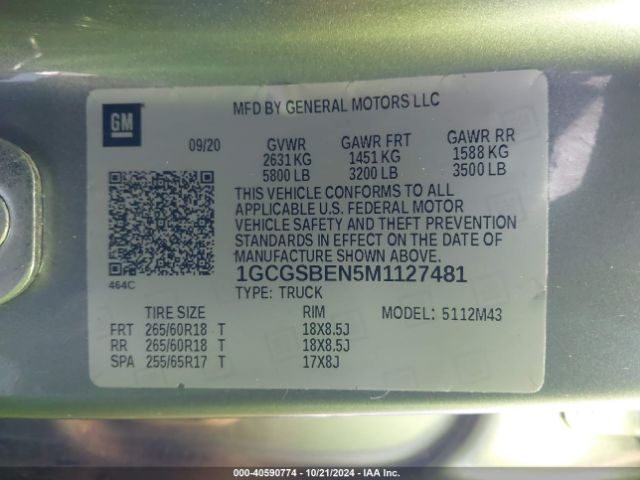 GM
MFD BY GENERAL MOTORS LLC
09/20 GVWR GAWR FRT GAWR RR
2631 KG 1451 KG 1588 KG
5800 LB 3200 LB 3500 LB
THIS VEHICLE CONFORMS TO ALL
APPLICABLE U.S. FEDERAL MOTOR
VEHICLE SAFETY AND THEFT PREVENTION
STANDARDS IN EFFECT ON THE DATE OF
MANUFACTURE SHOWN ABOVE.
1GCGSBEN5M1127481
464C
TYPE: TRUCK
TIRE SIZE RIM MODEL: 5112M43
FRT 265/60R18 T 18X8.5J
RR 265/60R18 T 18X8.5J
SPA 255/65R17 T 17X8J
000-40590774 - 10/21/2024 - IAA Inc.